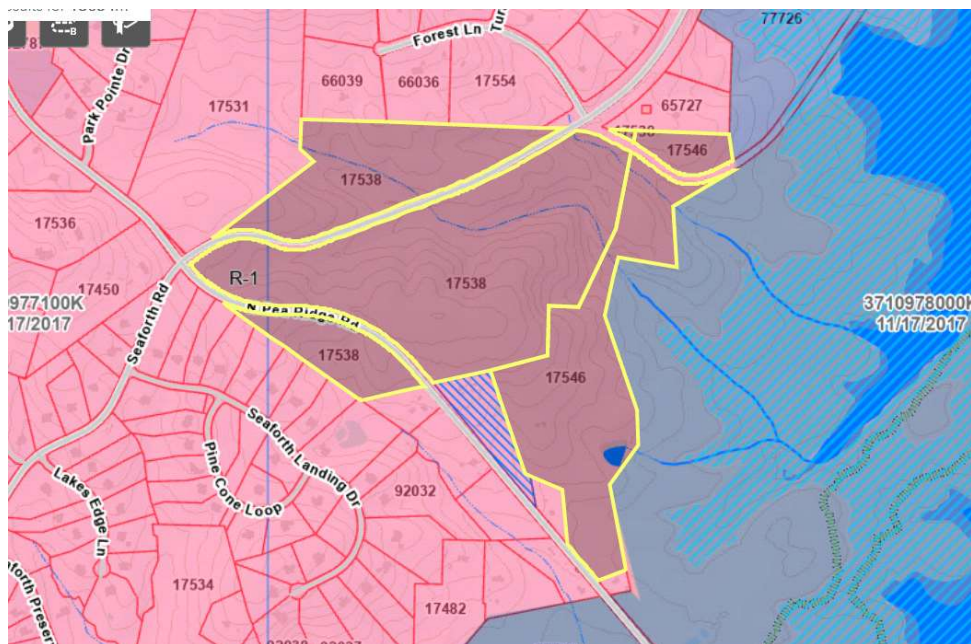 77726
Forest Ln
Park Pointe Dr
66039
66036
17554
17531
65727
17538
17546
17538
17536
R-1
17538
17450
Seaforth Rd
N Pea Ridge Rd
3710978000K
11/17/2017
977100K
17/2017
17538
17546
Seaforth Landing Dr
Pine Cone Loop
92032
Lakes Edge Ln
17534
17482